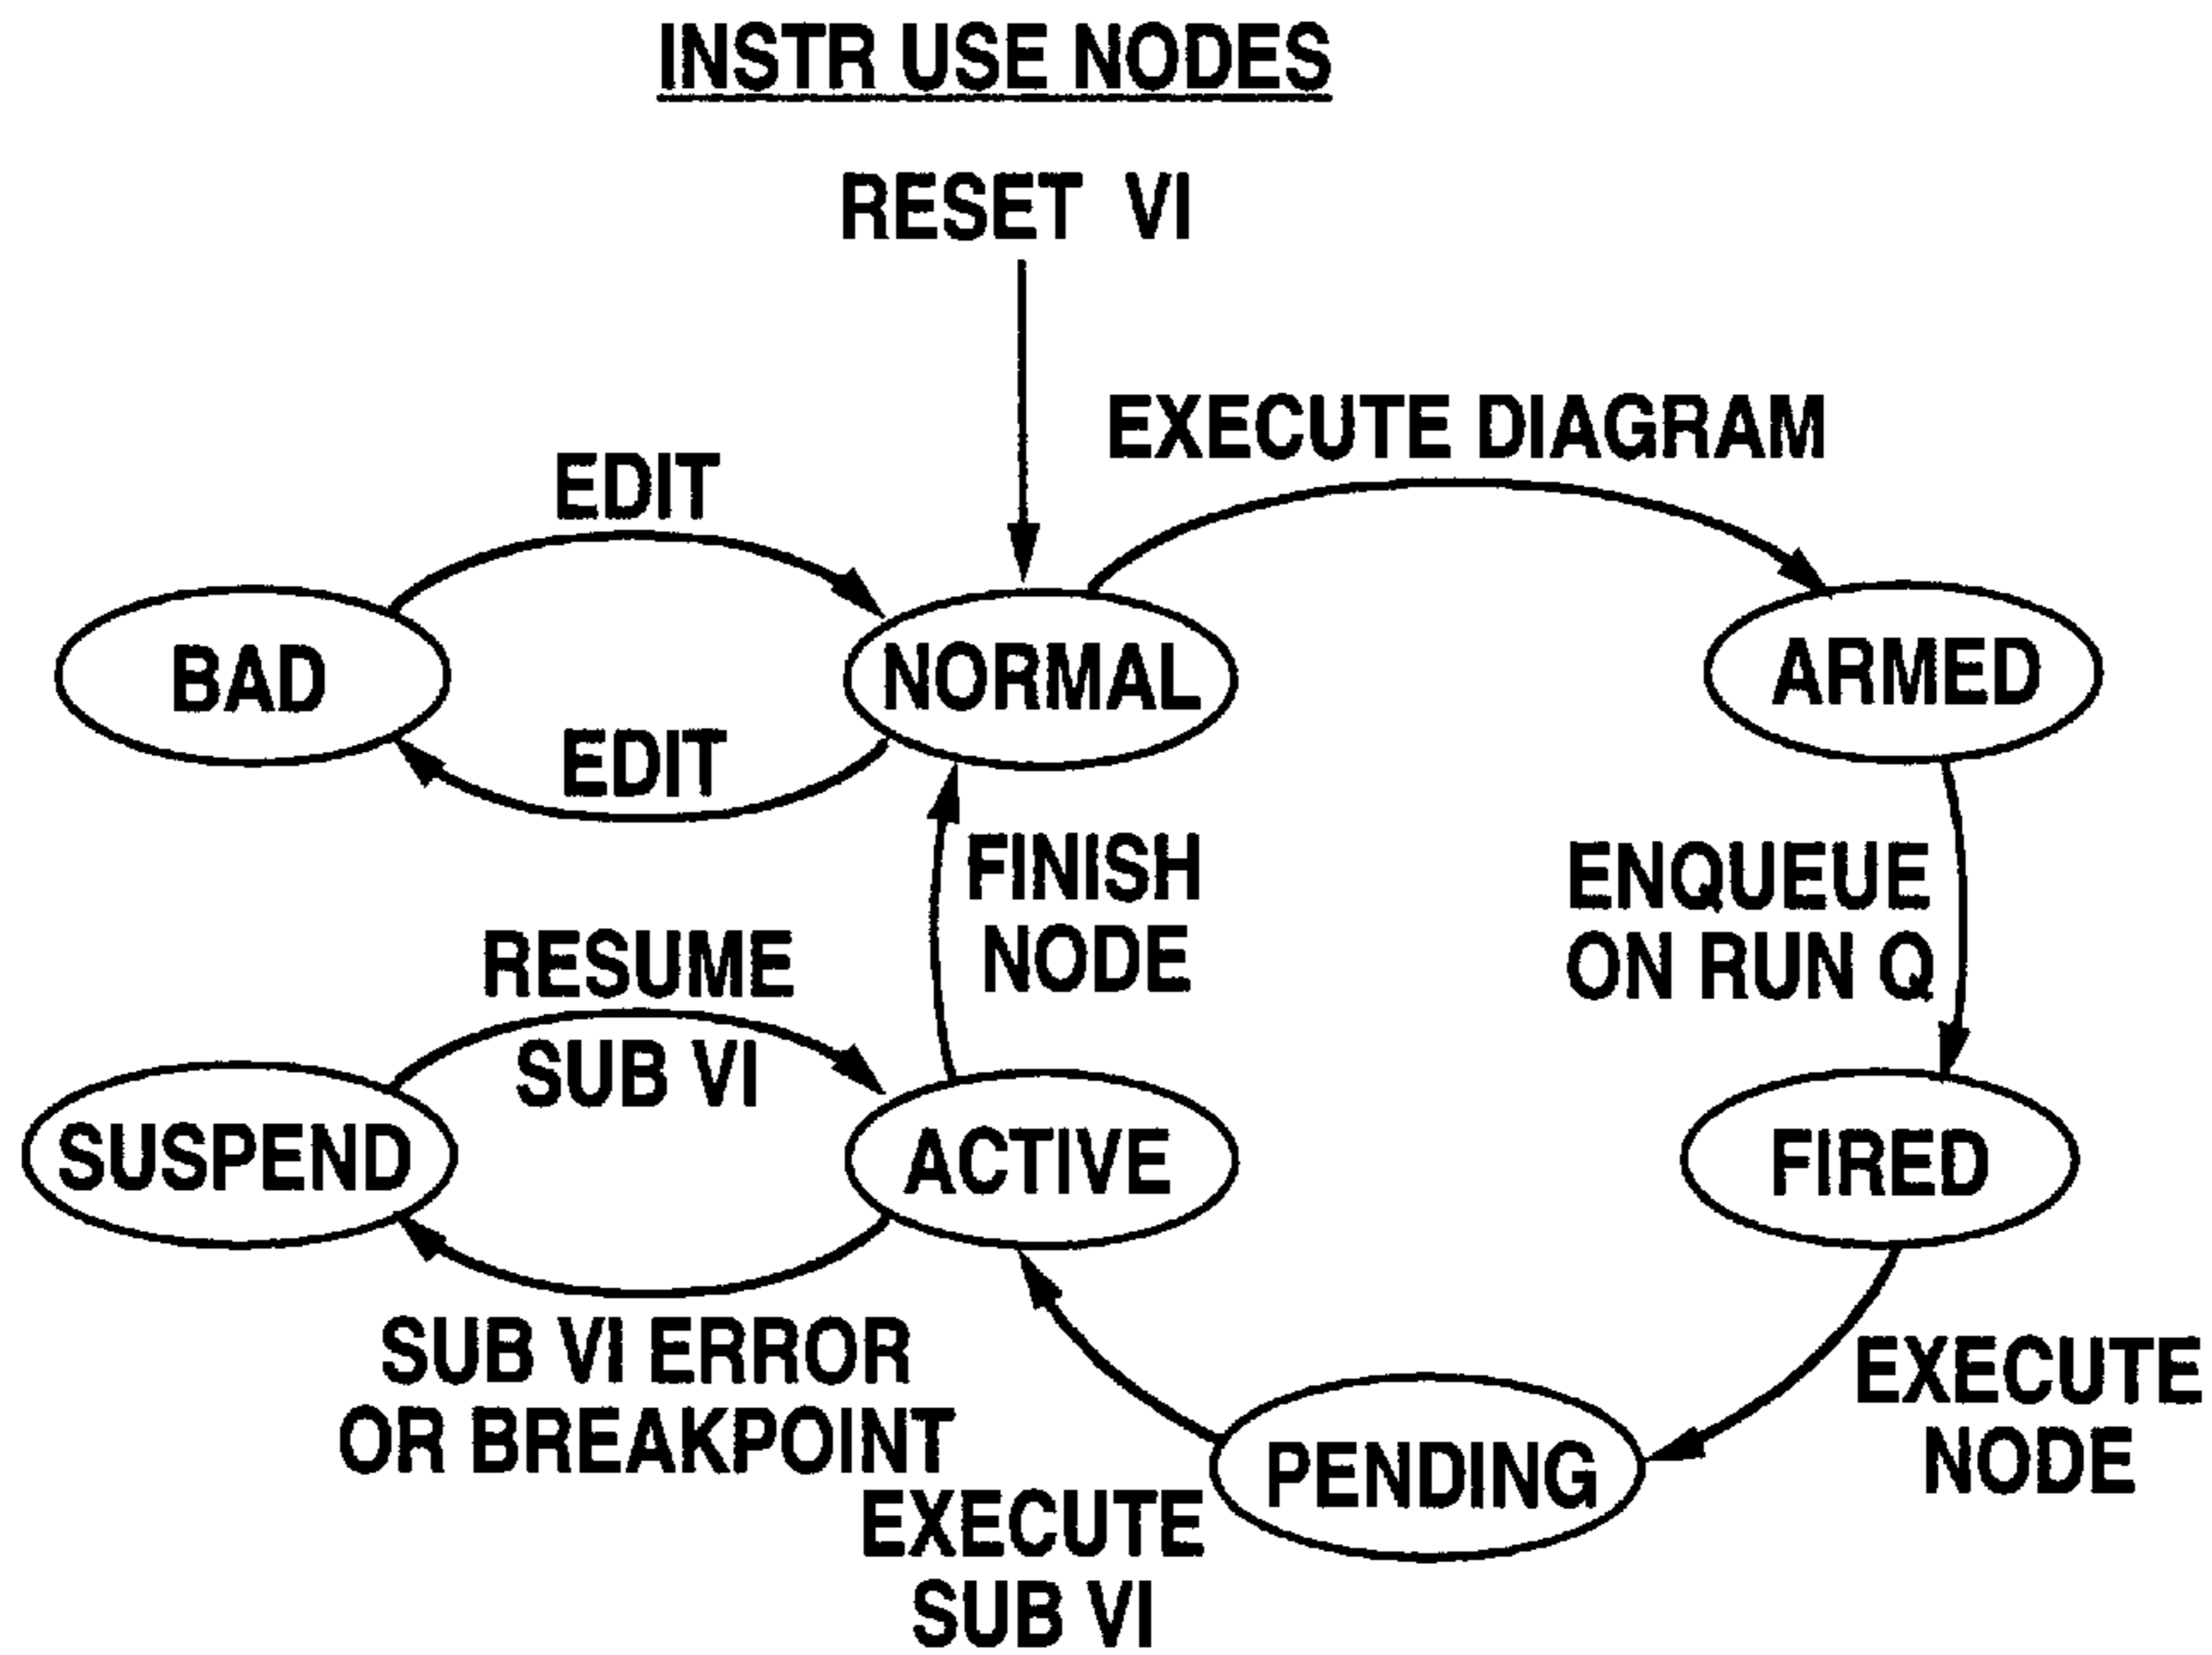 INSTR USE NODES
RESET VI
EXECUTE DIAGRAM
EDIT
BAD
NORMAL
ARMED
EDIT
FINISH
NODE
ENQUEUE
ON RUN Q
RESUME
SUB VI
SUSPEND
ACTIVE
FIRED
SUB VI ERROR
OR BREAKPOINT
EXECUTE
NODE
PENDING
EXECUTE
SUB VI